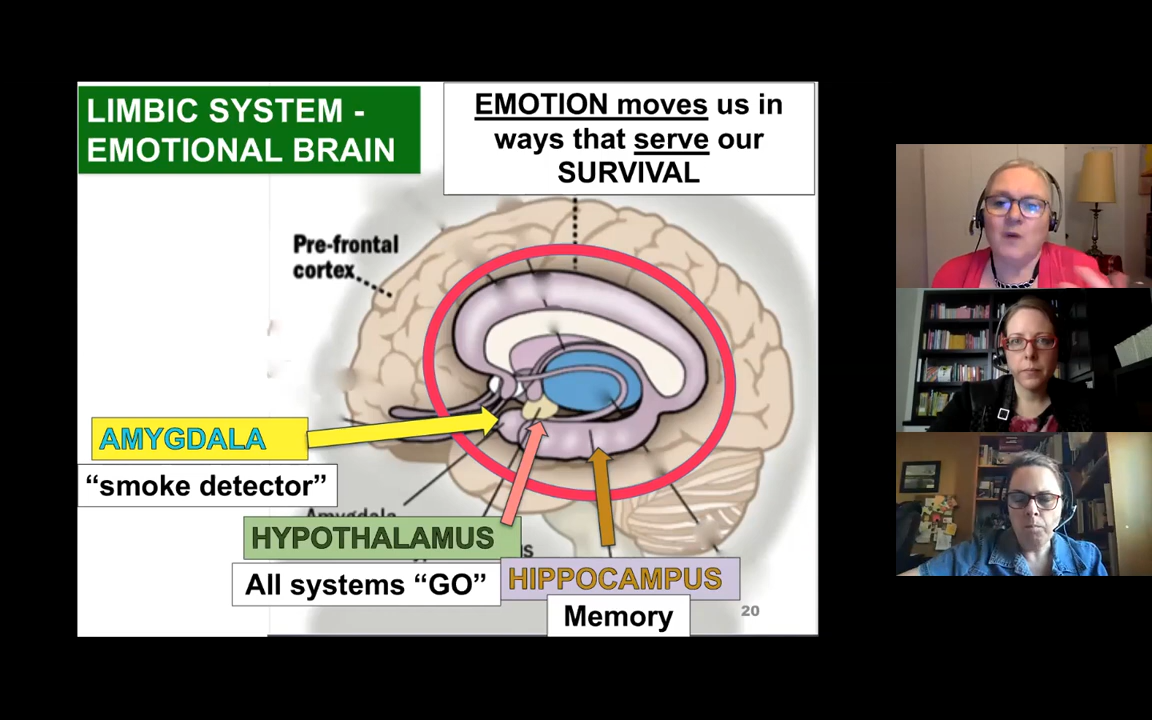 LIMBIC SYSTEM -
EMOTIONAL BRAIN
EMOTION moves us in
ways that serve our
SURVIVAL
Pre-frontal
cortex
AMYGDALA
“smoke detector”
Amygdala
HYPOTHALAMUS
All systems “GO”
HIPPOCAMPUS
Memory
20